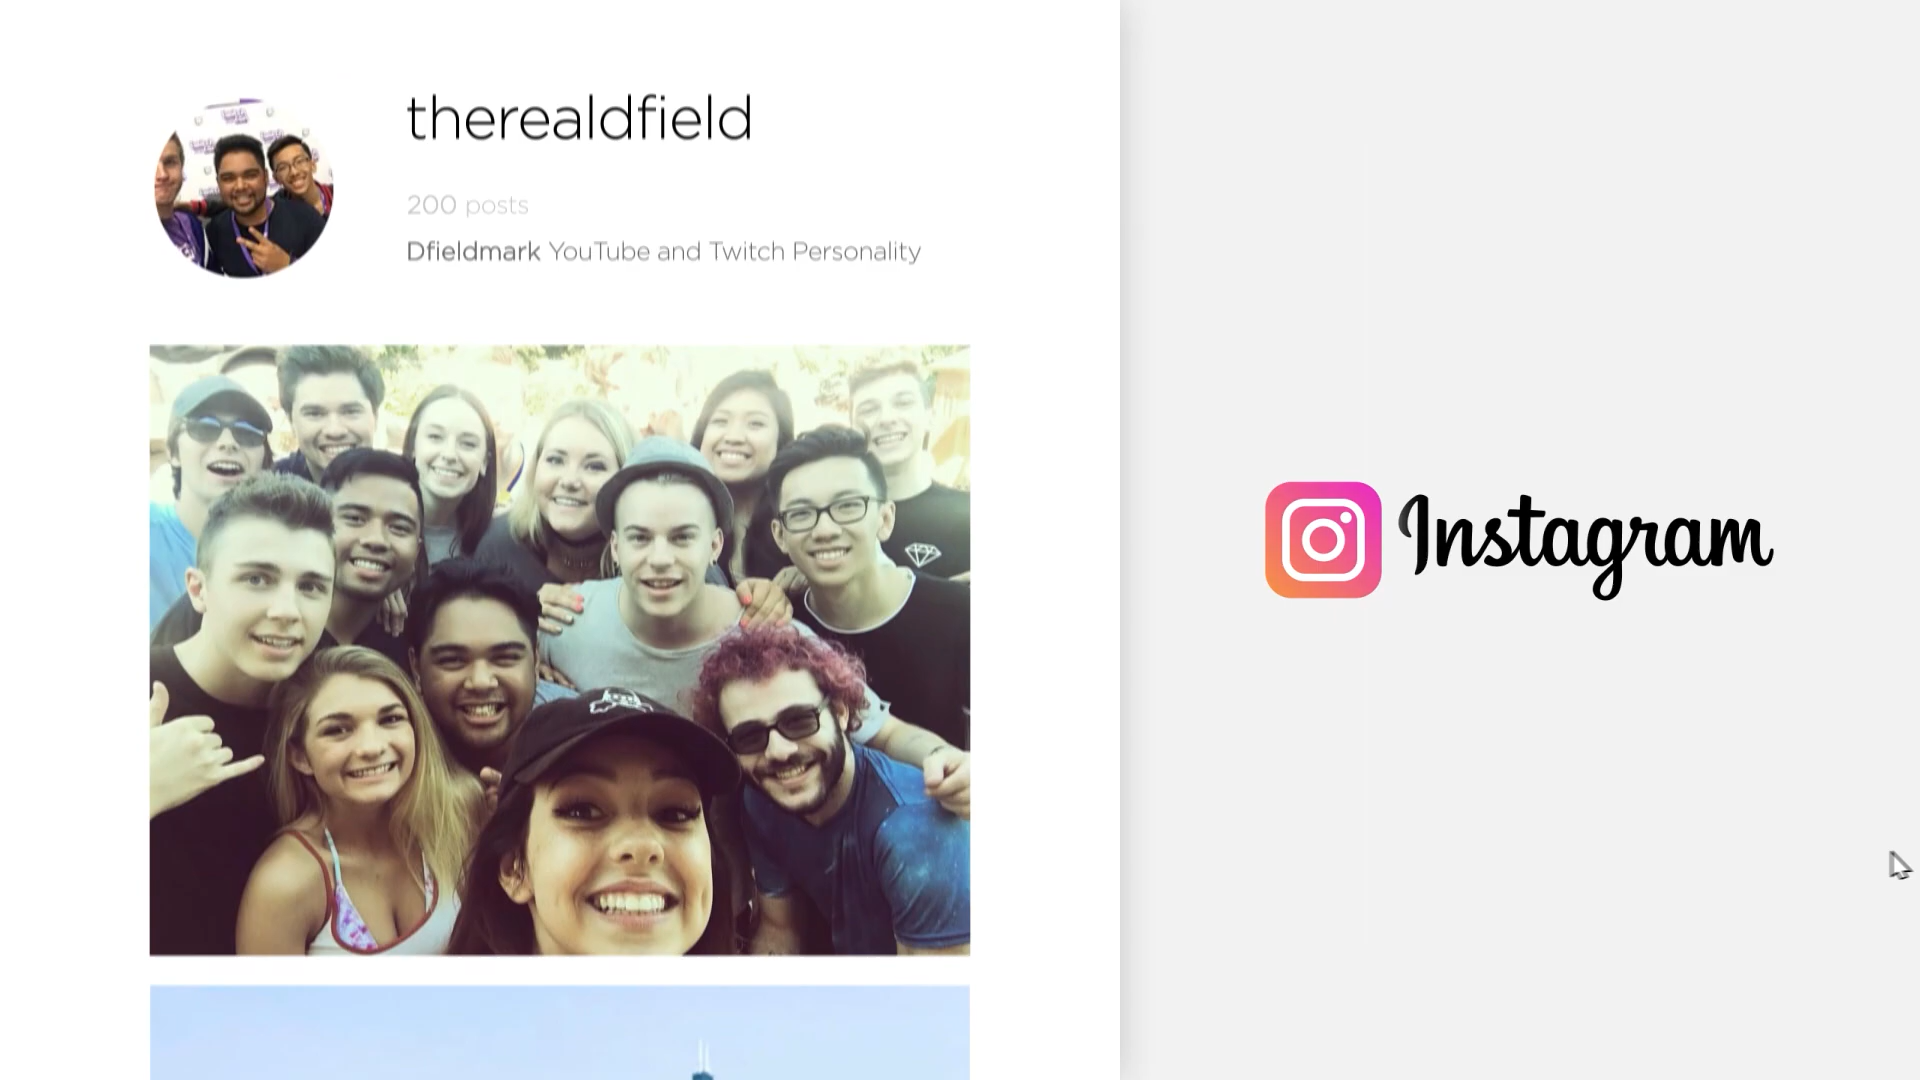 therealdfield
200 posts
Dfieldmark YouTube and Twitch Personality
Instagram